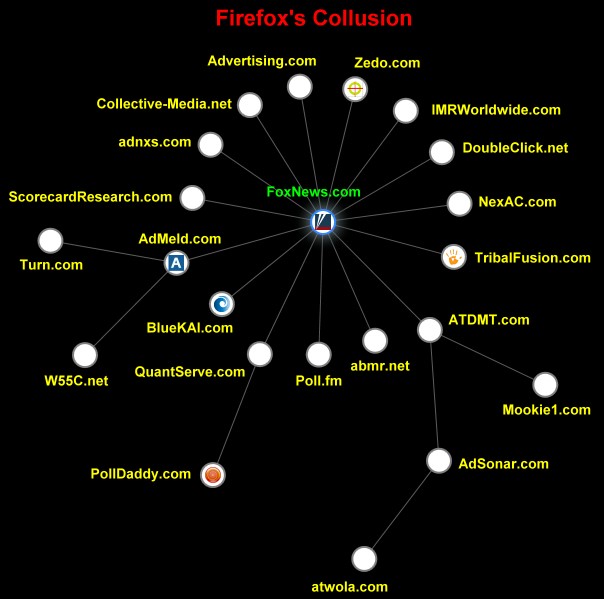 Firefox's Collusion
Advertising.com
Zedo.com
Collective-Media.net
IMRWorldwide.com
adnxs.com
DoubleClick.net
FoxNews.com
ScorecardResearch.com
NexAC.com
AdMeld.com
A
Turn.com
TribalFusion.com
BlueKAI.com
ATDMT.com
QuantServe.com
abmr.net
W55C.net
Poll.fm
Mookie1.com
PollDaddy.com
AdSonar.com
atwola.com